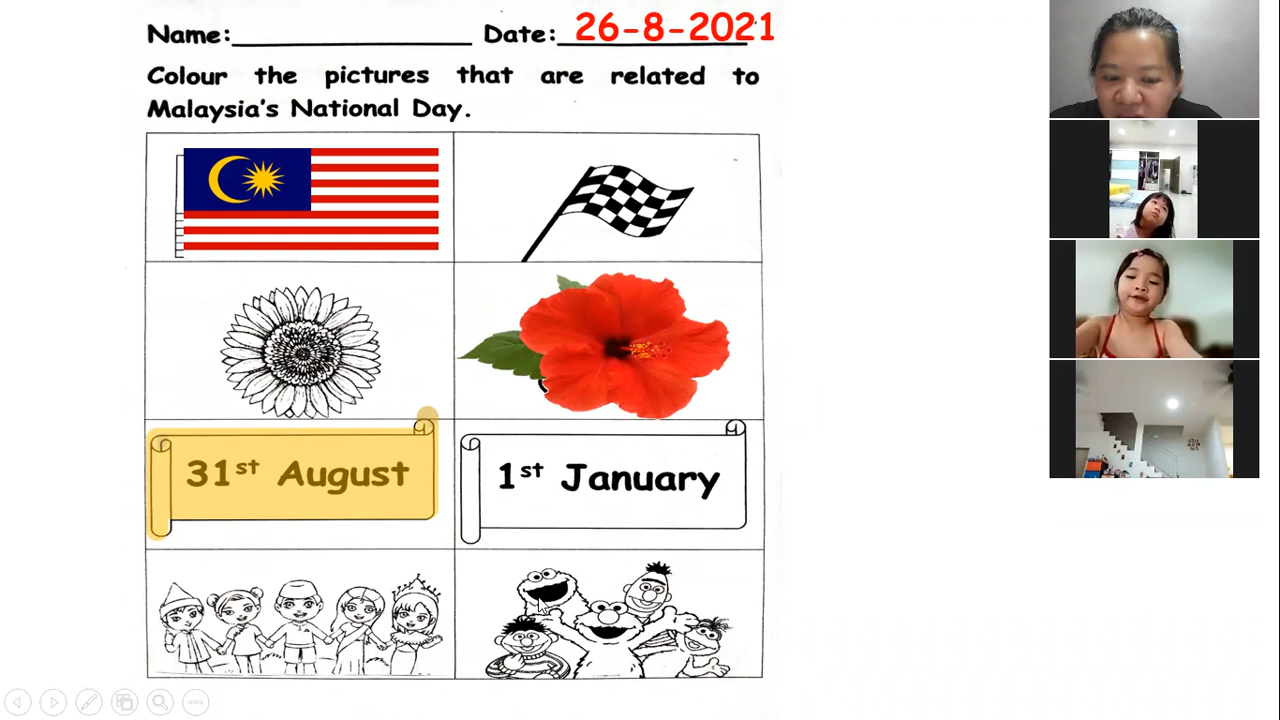 Name:____________________ Date: 26-8-2021
Colour the pictures that are related to
Malaysia's National Day.
31st August
1st January